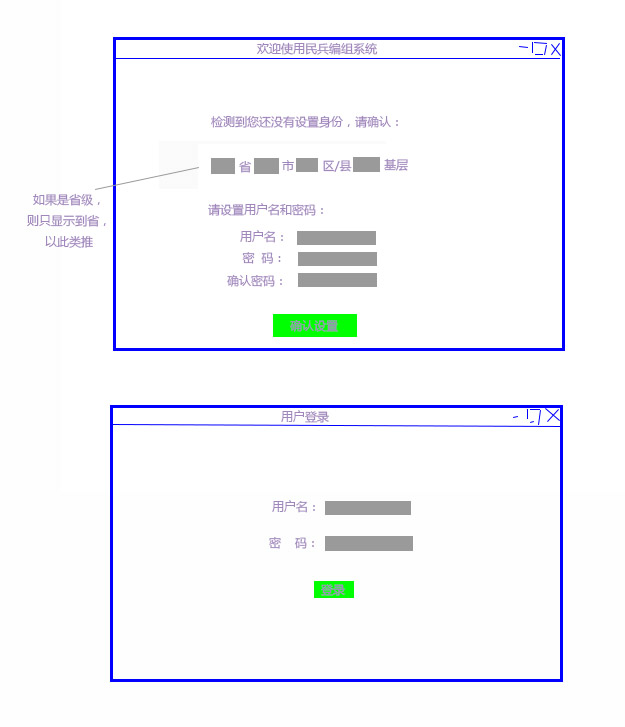 欢迎使用民兵编组系统
检测到您还没有设置身份，请确认：
省 市 区/县 基层
如果是省级，
则只显示到省，
以此类推
请设置用户名和密码：
用户名：
密 码：
确认密码：
确认设置
用户登录
用户名：
密 码：
登录